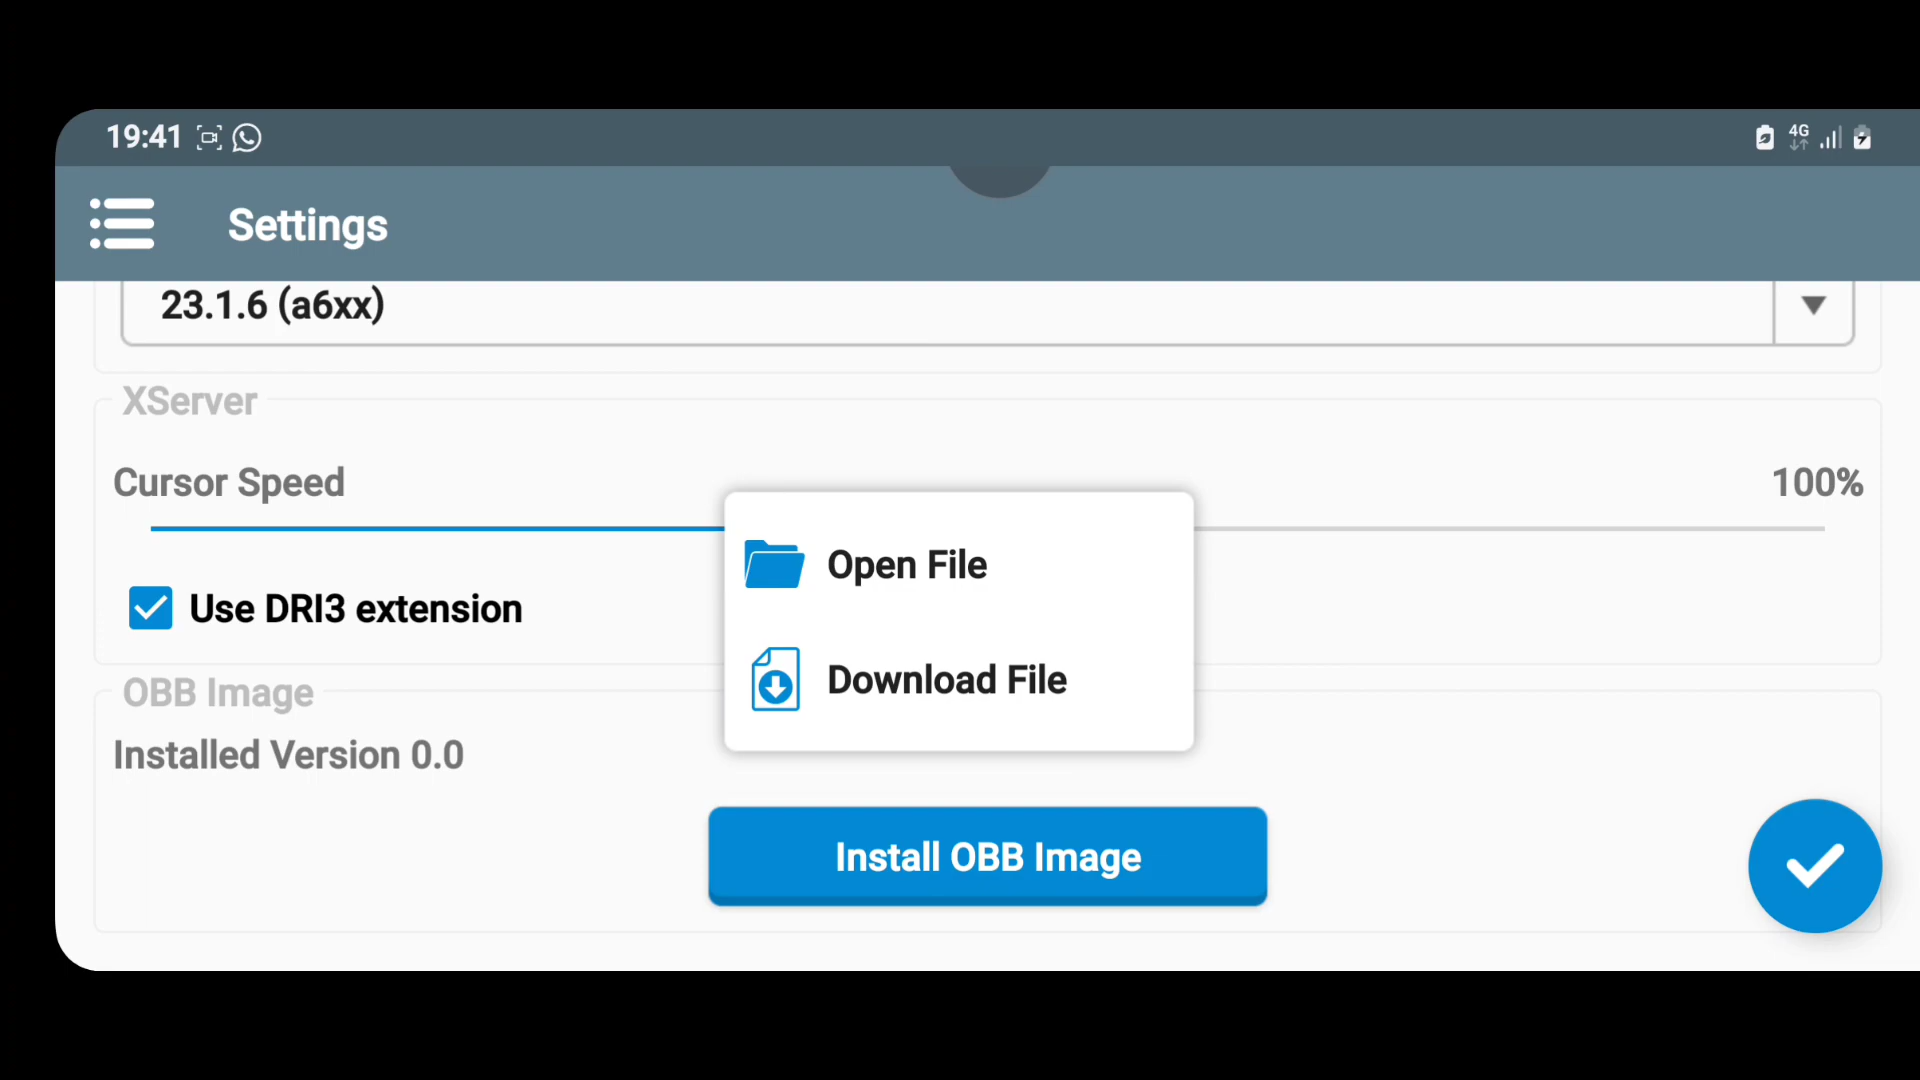 19:41
4G
Settings
23.1.6 (a6xx)
XServer
Cursor Speed
100%
Open File
Use DRI3 extension
Download File
OBB Image
Installed Version 0.0
Install OBB Image